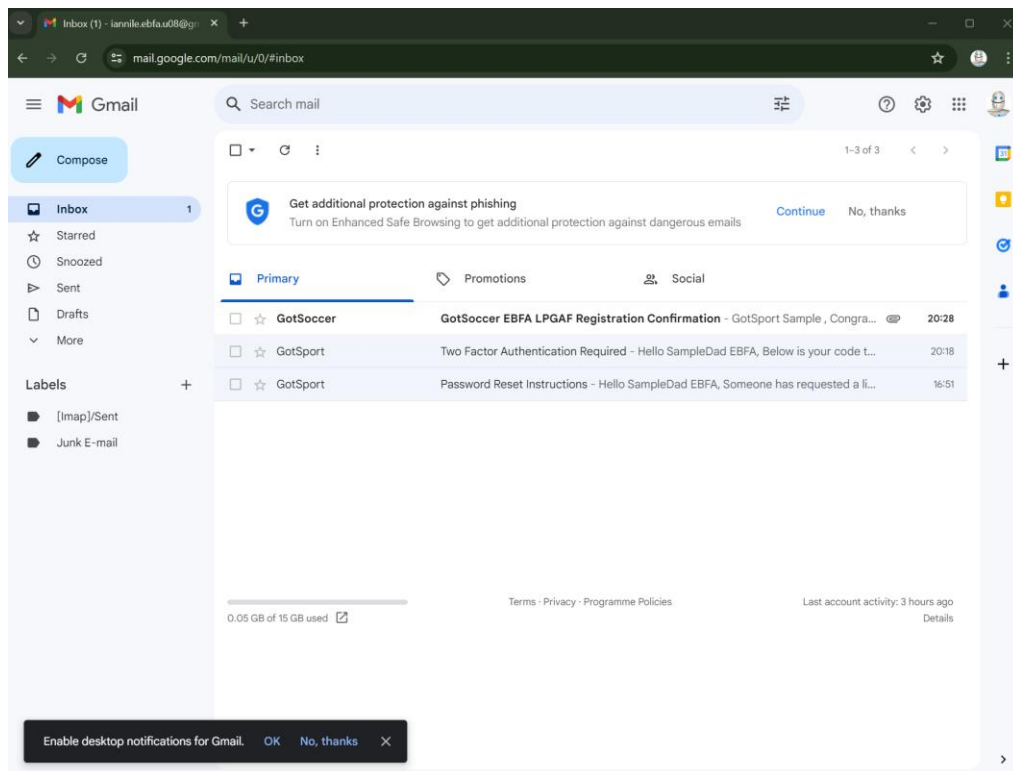 Inbox (1) - iannile.ebfa.u08@gn
mail.google.com/mail/u/0/#inbox
Gmail
Search mail
Compose
1–3 of 3
31
G
Get additional protection against phishing
Turn on Enhanced Safe Browsing to get additional protection against dangerous emails
Continue
No, thanks
Inbox 1
Starred
Snoozed
Sent
Drafts
More
Primary
Promotions
Social
GotSoccer GotSoccer EBFA LPGAF Registration Confirmation - GotSport Sample , Congra... 20:28
GotSport Two Factor Authentication Required - Hello SampleDad EBFA, Below is your code t... 20:18
GotSport Password Reset Instructions - Hello SampleDad EBFA, Someone has requested a li... 16:51
Labels
[Imap]/Sent
Junk E-mail
0.05 GB of 15 GB used
Terms · Privacy · Programme Policies
Last account activity: 3 hours ago
Details
Enable desktop notifications for Gmail. OK No, thanks